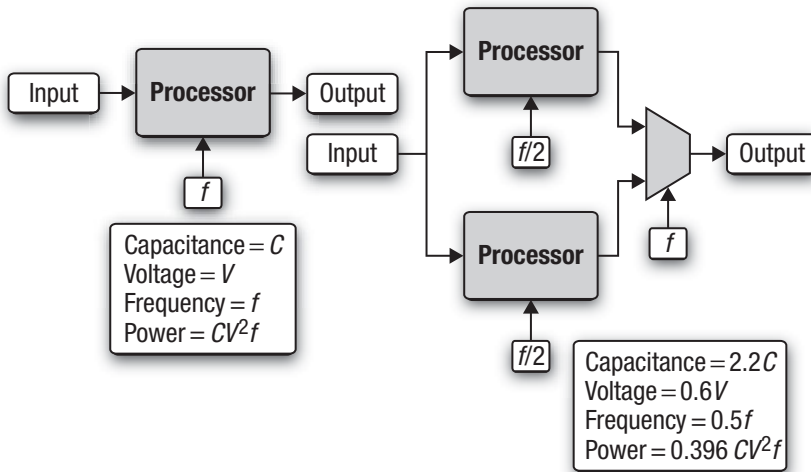 Input
Processor
Output
f
Capacitance = C
Voltage = V
Frequency = f
Power = CV²f
Input
Processor
f/2
Processor
f/2
Output
f
Capacitance = 2.2C
Voltage = 0.6V
Frequency = 0.5f
Power = 0.396 CV²f